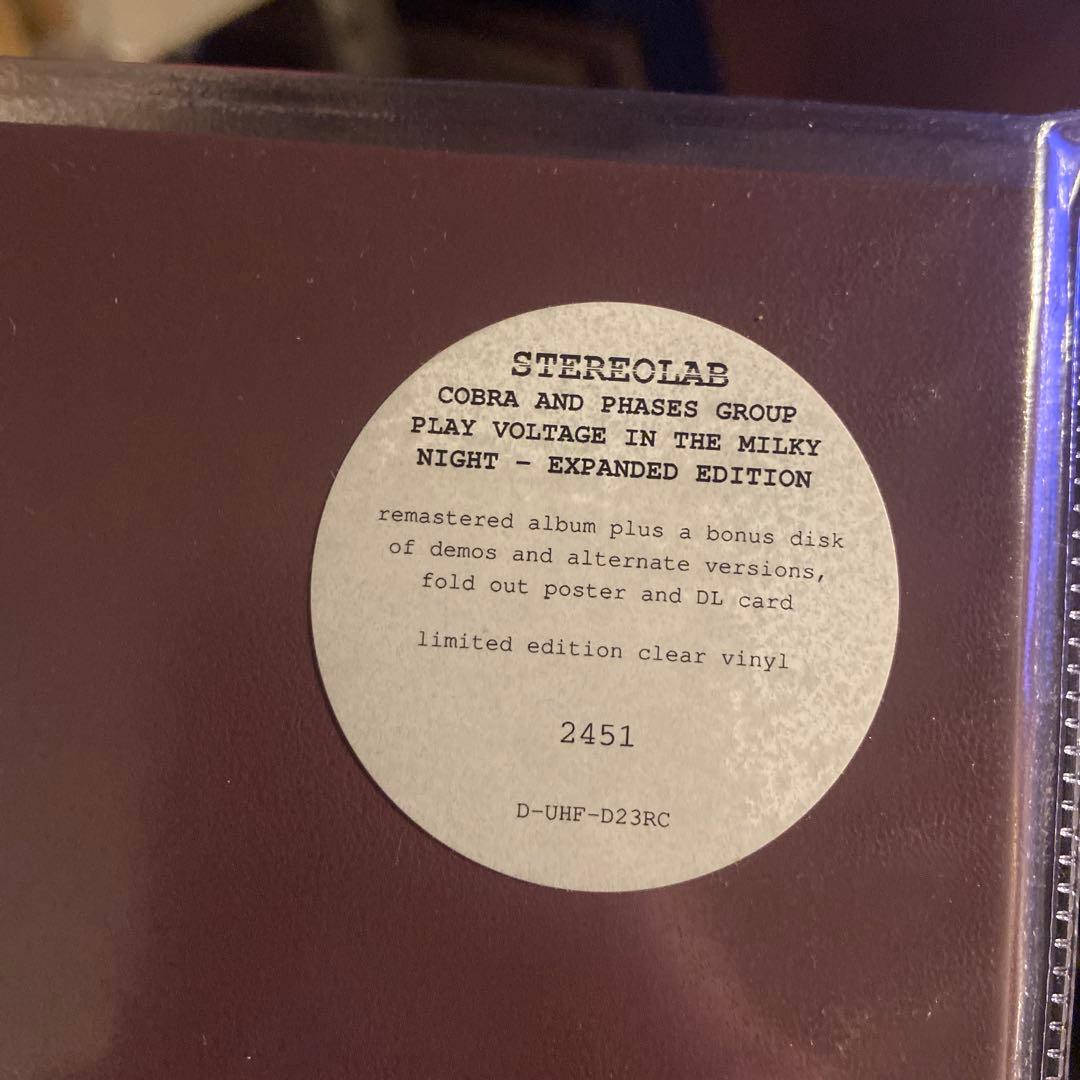 STEREOLAB
COBRA AND PHASES GROUP
PLAY VOLTAGE IN THE MILKY
NIGHT - EXPANDED EDITION
remastered album plus a bonus disk
of demos and alternate versions,
fold out poster and DL card
limited edition clear vinyl
2451
D-UHF-D23RC